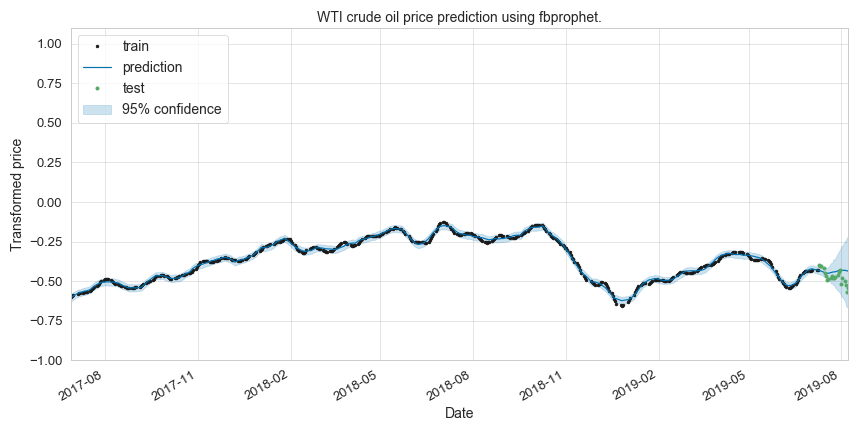 WTI crude oil price prediction using fbprophet.
train
prediction
test
95% confidence
Transformed price
1.00
0.75
0.50
0.25
0.00
−0.25
−0.50
−0.75
−1.00
2017-08
2017-11
2018-02
2018-05
2018-08
2018-11
2019-02
2019-05
2019-08
Date